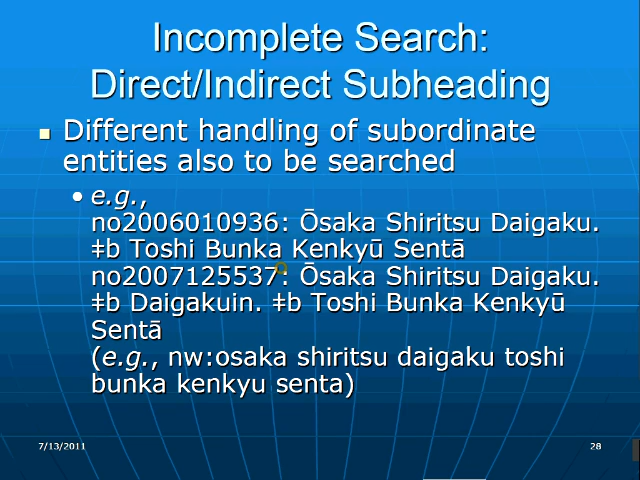 Incomplete Search:
Direct/Indirect Subheading
Different handling of subordinate
entities also to be searched
e.g.,
no2006010936: Ōsaka Shiritsu Daigaku.
ǂb Toshi Bunka Kenkyū Sentā
no2007125537: Ōsaka Shiritsu Daigaku.
ǂb Daigakuin. ǂb Toshi Bunka Kenkyū
Sentā
(e.g., nw:osaka shiritsu daigaku toshi
bunka kenkyu senta)
7/13/2011
28